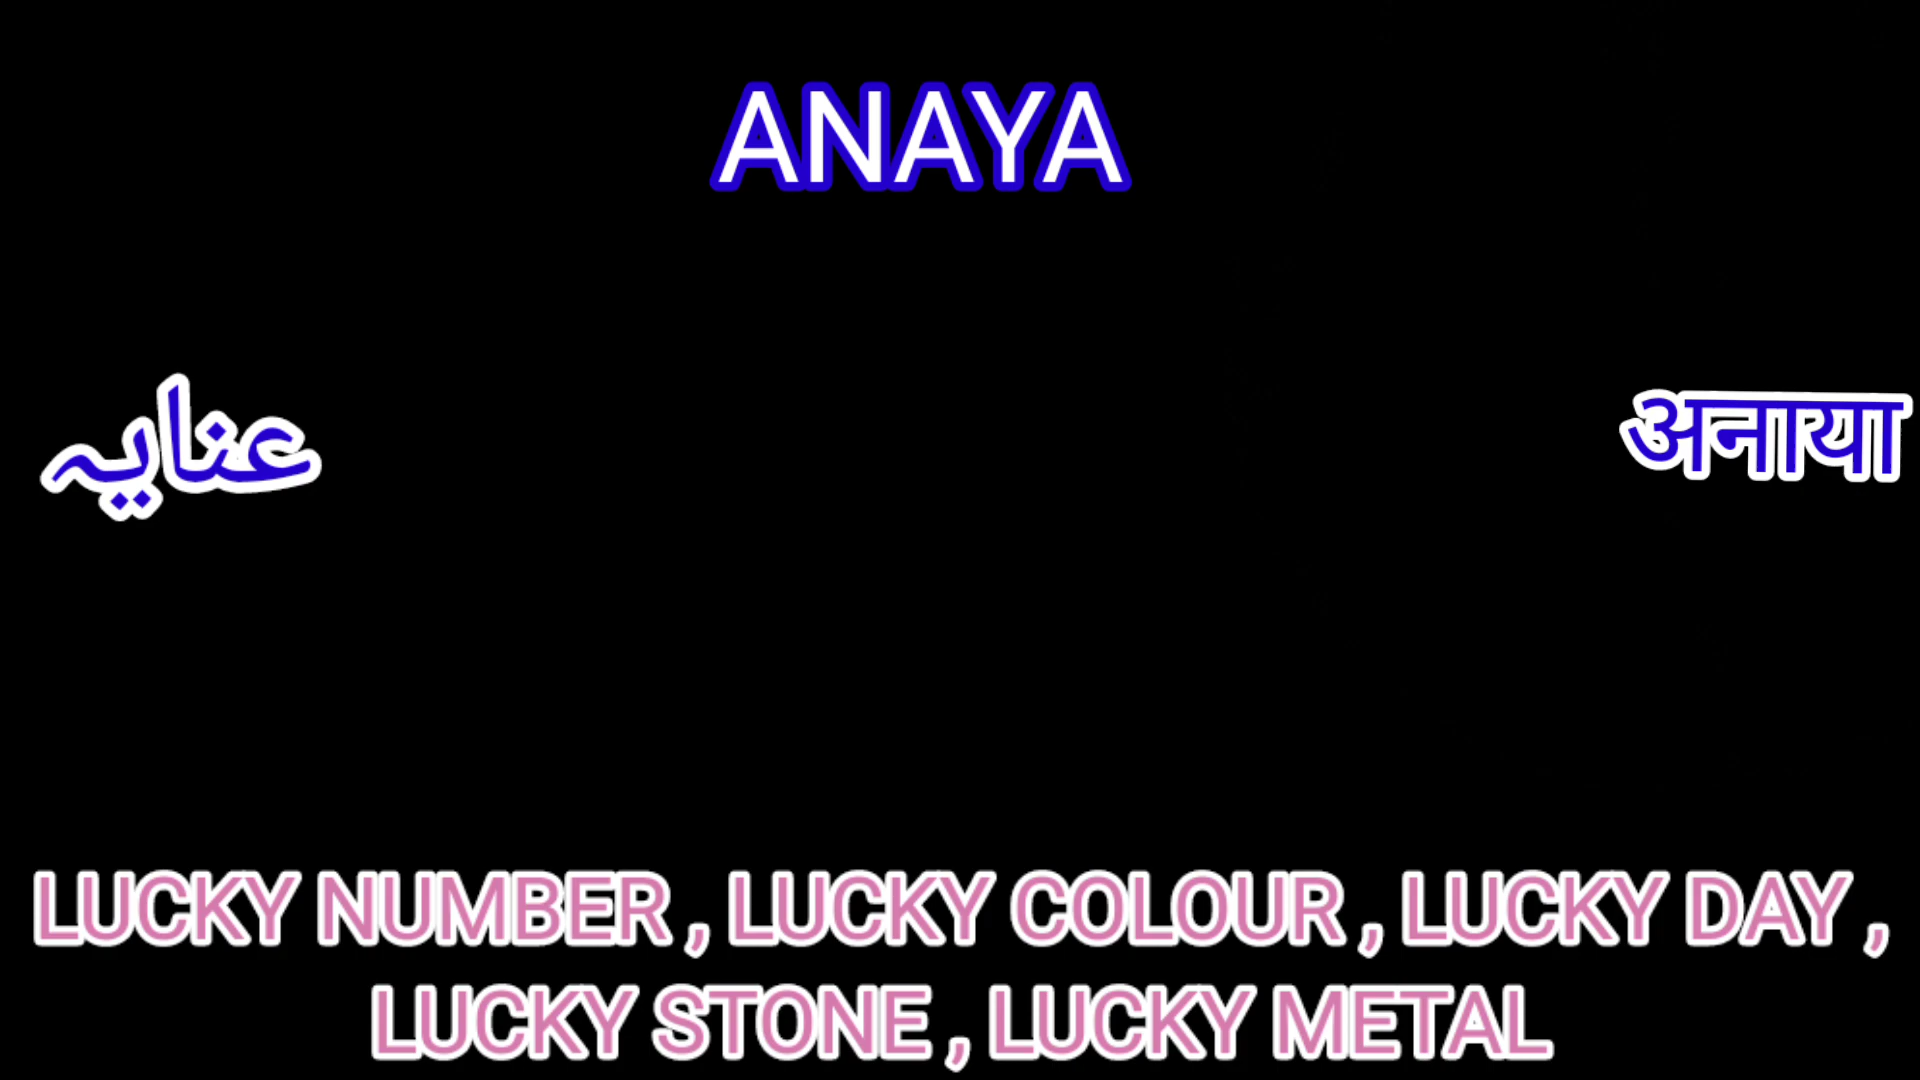 ANAYA
عنایہ
अनाया
LUCKY NUMBER , LUCKY COLOUR , LUCKY DAY ,
LUCKY STONE , LUCKY METAL